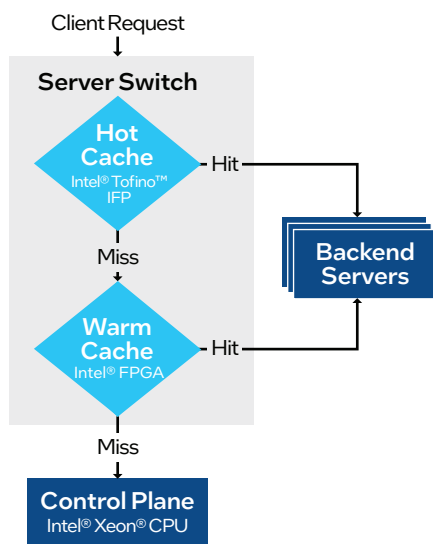 Client Request
Server Switch
Hot
Cache
Intel® Tofino™
IFP
Hit
Miss
Backend
Servers
Warm
Cache
Intel® FPGA
Hit
Miss
Control Plane
Intel® Xeon® CPU